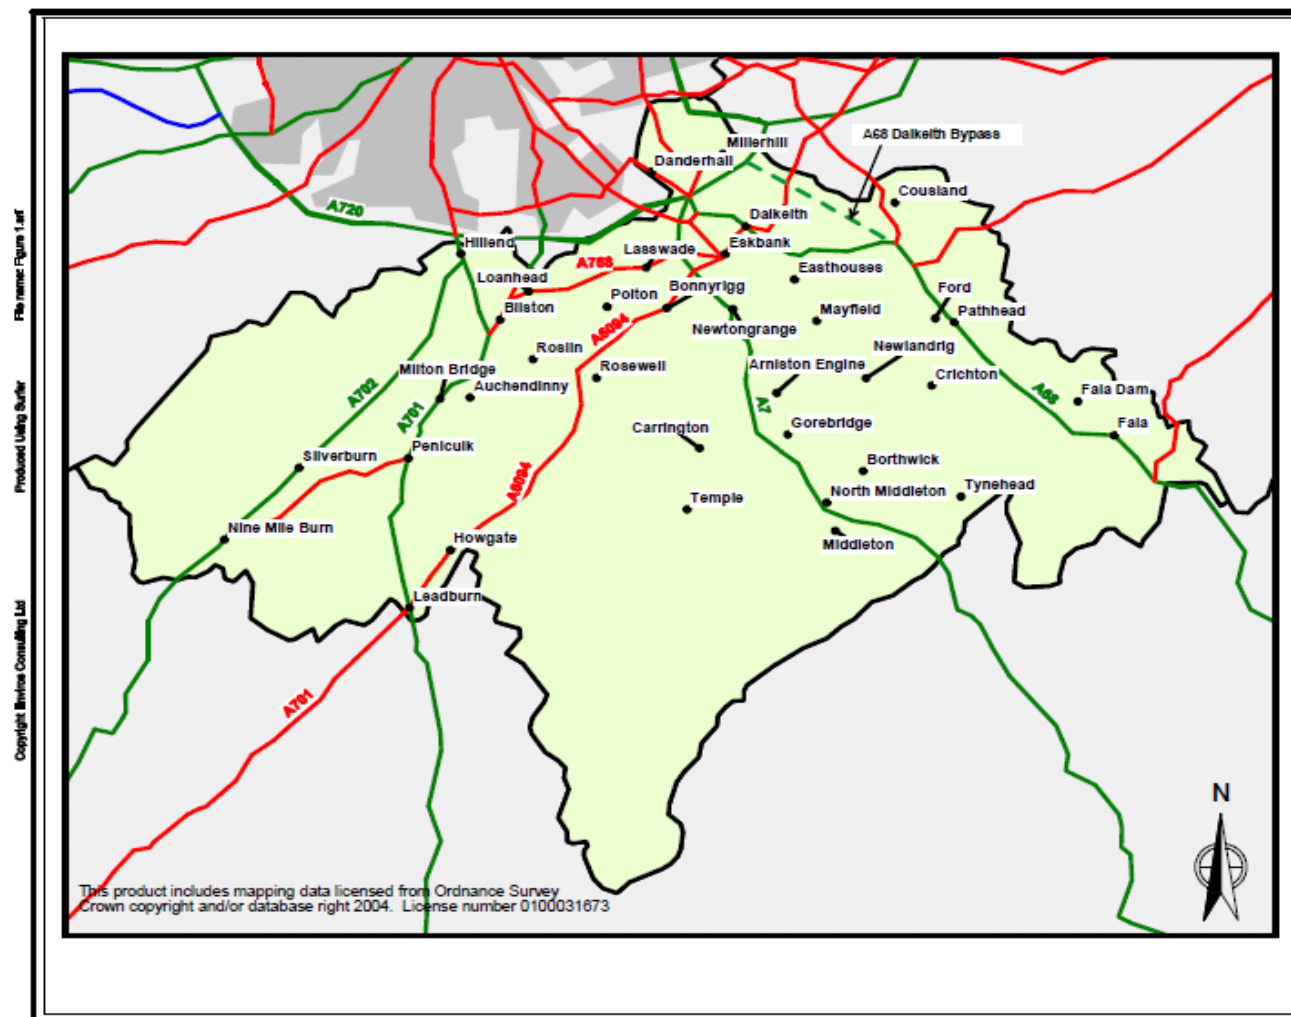 A68 Dalkeith Bypass
Millerhill
Danderhall
Cousland
A720
Dalkeith
Hillend
Lasswade
Eskbank
A768
Easthouses
Loanhead
Polton
Bonnyrigg
Ford
Bilston
Mayfield
Pathhead
A6094
Newtongrange
Roslin
Newlandrig
Milton Bridge
Rosewell
Arniston Engine
A702
Auchendinny
Crichton
A68
Fala Dam
A701
A7
Carrington
Gorebridge
Fala
Penicuik
Silverburn
Borthwick
A6094
Temple
North Middleton
Tynehead
Nine Mile Burn
Howgate
Middleton
Leadburn
A701
N
This product includes mapping data licensed from Ordnance Survey
Crown copyright and/or database right 2004. License number 0100031673
File name: Figure 1.srf
Produced Using Surfer
Copyright Enviros Consulting Ltd